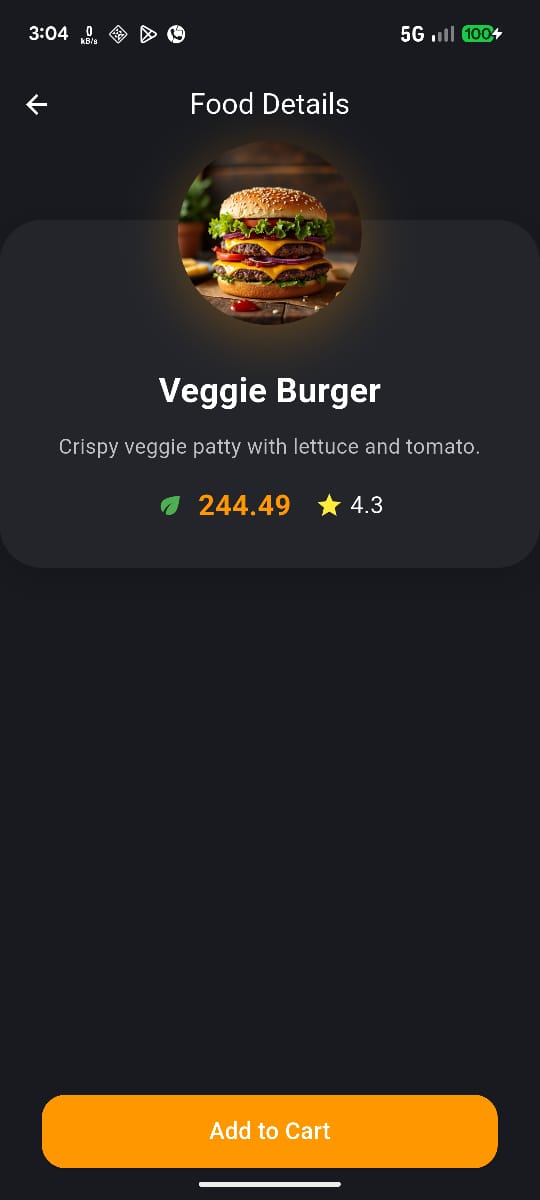 3:04 0 kB/s 5G 100
Food Details
Veggie Burger
Crispy veggie patty with lettuce and tomato.
244.49 4.3
Add to Cart